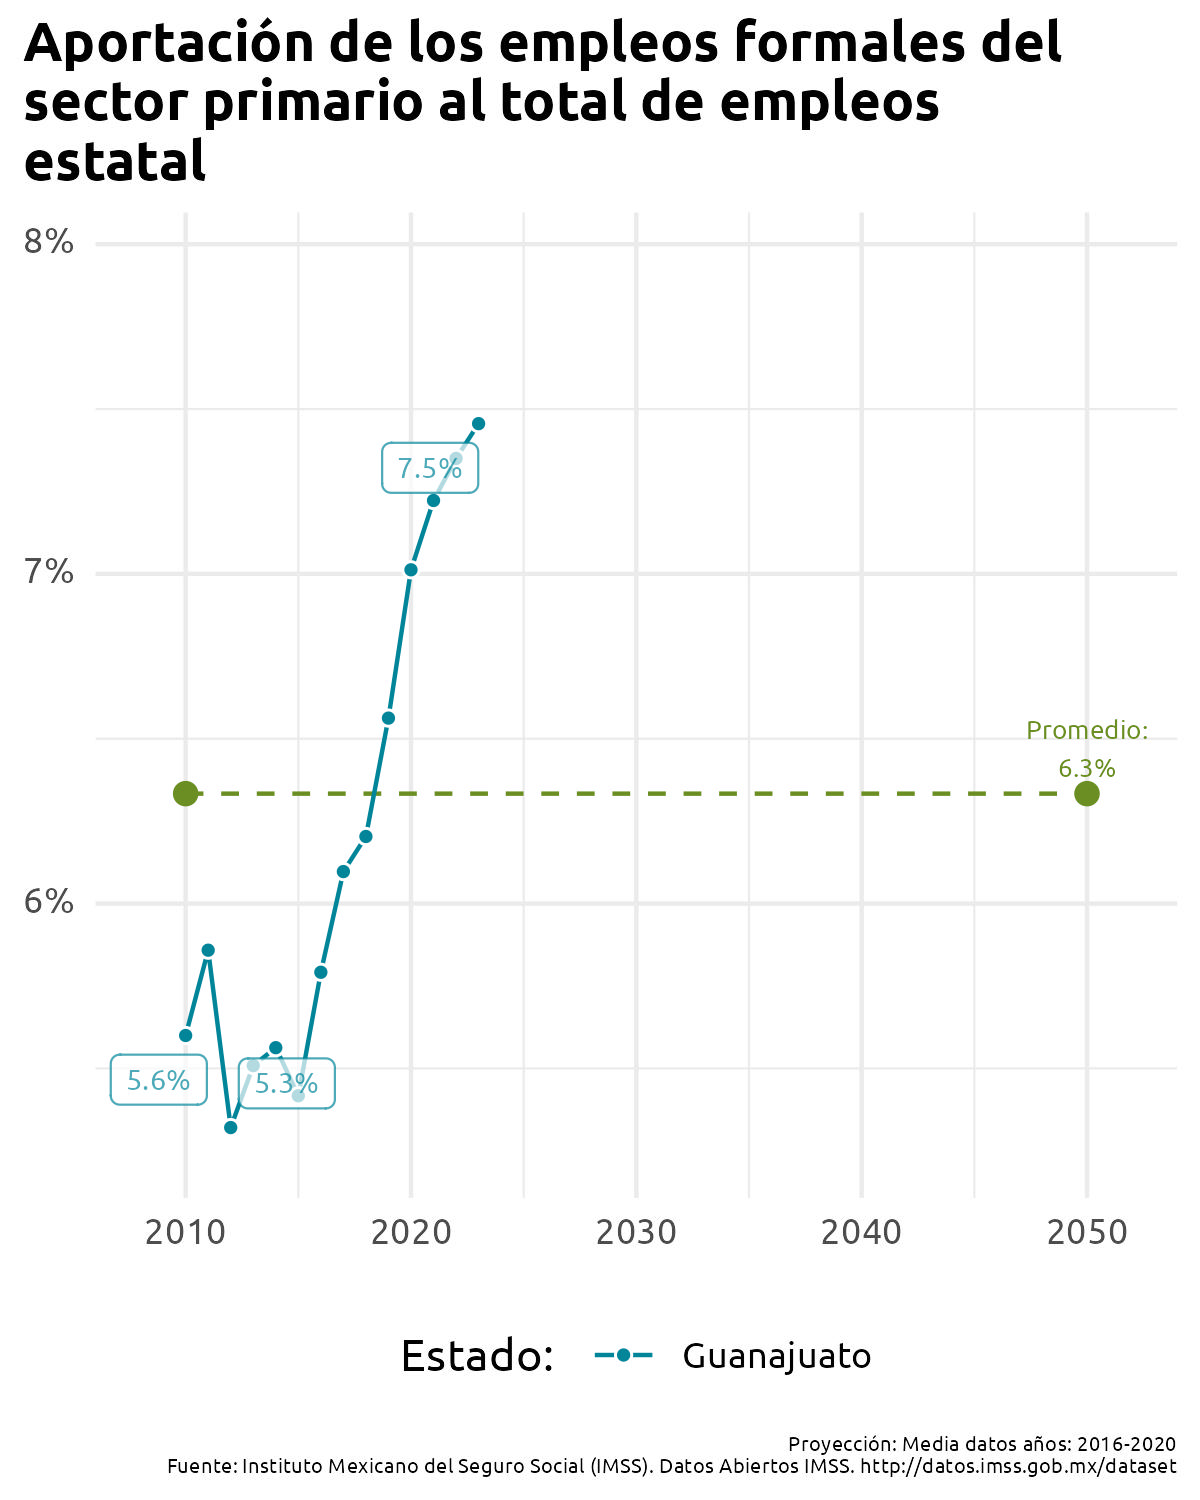 Aportación de los empleos formales del
sector primario al total de empleos
estatal
8%
7.5%
7%
Promedio:
6.3%
6%
5.6%
5.3%
2010 2020 2030 2040 2050
Estado: Guanajuato
Proyección: Media datos años: 2016-2020
Fuente: Instituto Mexicano del Seguro Social (IMSS). Datos Abiertos IMSS. http://datos.imss.gob.mx/dataset